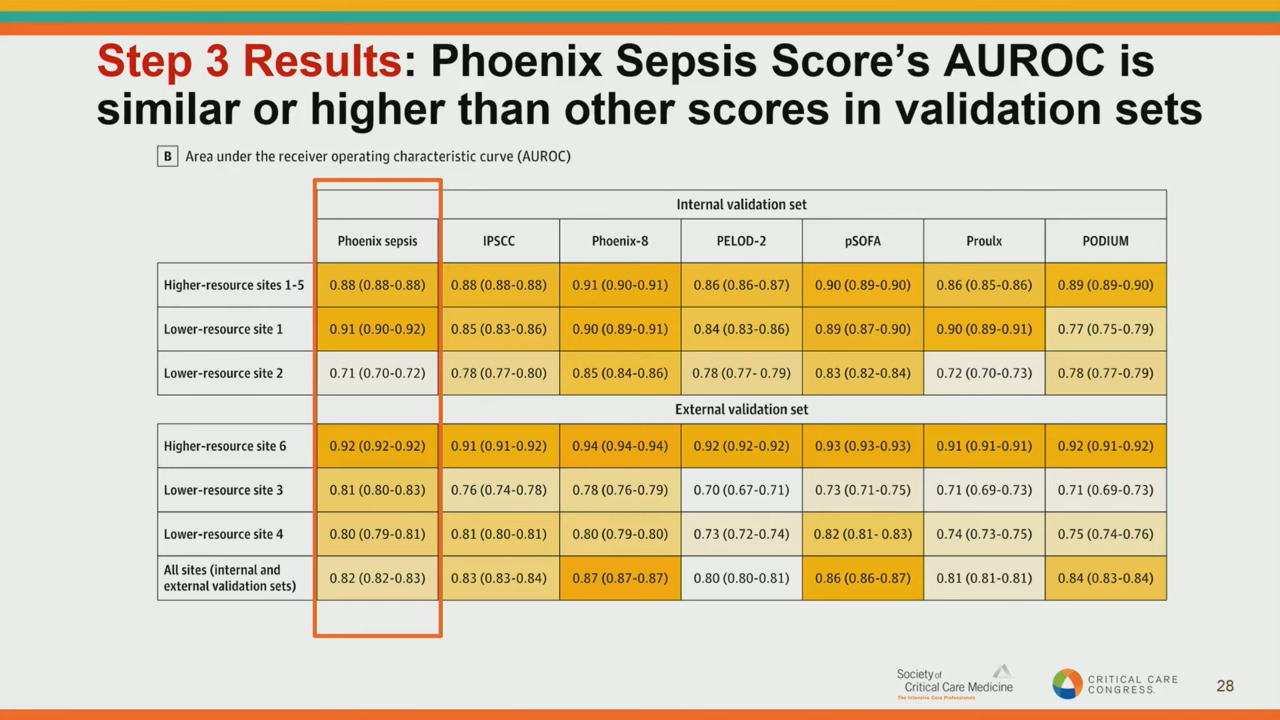 Step 3 Results: Phoenix Sepsis Score's AUROC is
similar or higher than other scores in validation sets
B Area under the receiver operating characteristic curve (AUROC)
Internal validation set
Phoenix sepsis IPSCC Phoenix-8 PELOD-2 pSOFA Proulx PODIUM
Higher-resource sites 1-5 0.88 (0.88-0.88) 0.88 (0.88-0.88) 0.91 (0.90-0.91) 0.86 (0.86-0.87) 0.90 (0.89-0.90) 0.86 (0.85-0.86) 0.89 (0.89-0.90)
Lower-resource site 1 0.91 (0.90-0.92) 0.85 (0.83-0.86) 0.90 (0.89-0.91) 0.84 (0.83-0.86) 0.89 (0.87-0.90) 0.90 (0.89-0.91) 0.77 (0.75-0.79)
Lower-resource site 2 0.71 (0.70-0.72) 0.78 (0.77-0.80) 0.85 (0.84-0.86) 0.78 (0.77- 0.79) 0.83 (0.82-0.84) 0.72 (0.70-0.73) 0.78 (0.77-0.79)
External validation set
Higher-resource site 6 0.92 (0.92-0.92) 0.91 (0.91-0.92) 0.94 (0.94-0.94) 0.92 (0.92-0.92) 0.93 (0.93-0.93) 0.91 (0.91-0.91) 0.92 (0.91-0.92)
Lower-resource site 3 0.81 (0.80-0.83) 0.76 (0.74-0.78) 0.78 (0.76-0.79) 0.70 (0.67-0.71) 0.73 (0.71-0.75) 0.71 (0.69-0.73) 0.71 (0.69-0.73)
Lower-resource site 4 0.80 (0.79-0.81) 0.81 (0.80-0.81) 0.80 (0.79-0.80) 0.73 (0.72-0.74) 0.82 (0.81- 0.83) 0.74 (0.73-0.75) 0.75 (0.74-0.76)
All sites (internal and
external validation sets) 0.82 (0.82-0.83) 0.83 (0.83-0.84) 0.87 (0.87-0.87) 0.80 (0.80-0.81) 0.86 (0.86-0.87) 0.81 (0.81-0.81) 0.84 (0.83-0.84)
Society of
Critical Care Medicine
The Intensive Care Professionals
CRITICAL CARE
CONGRESS.
28